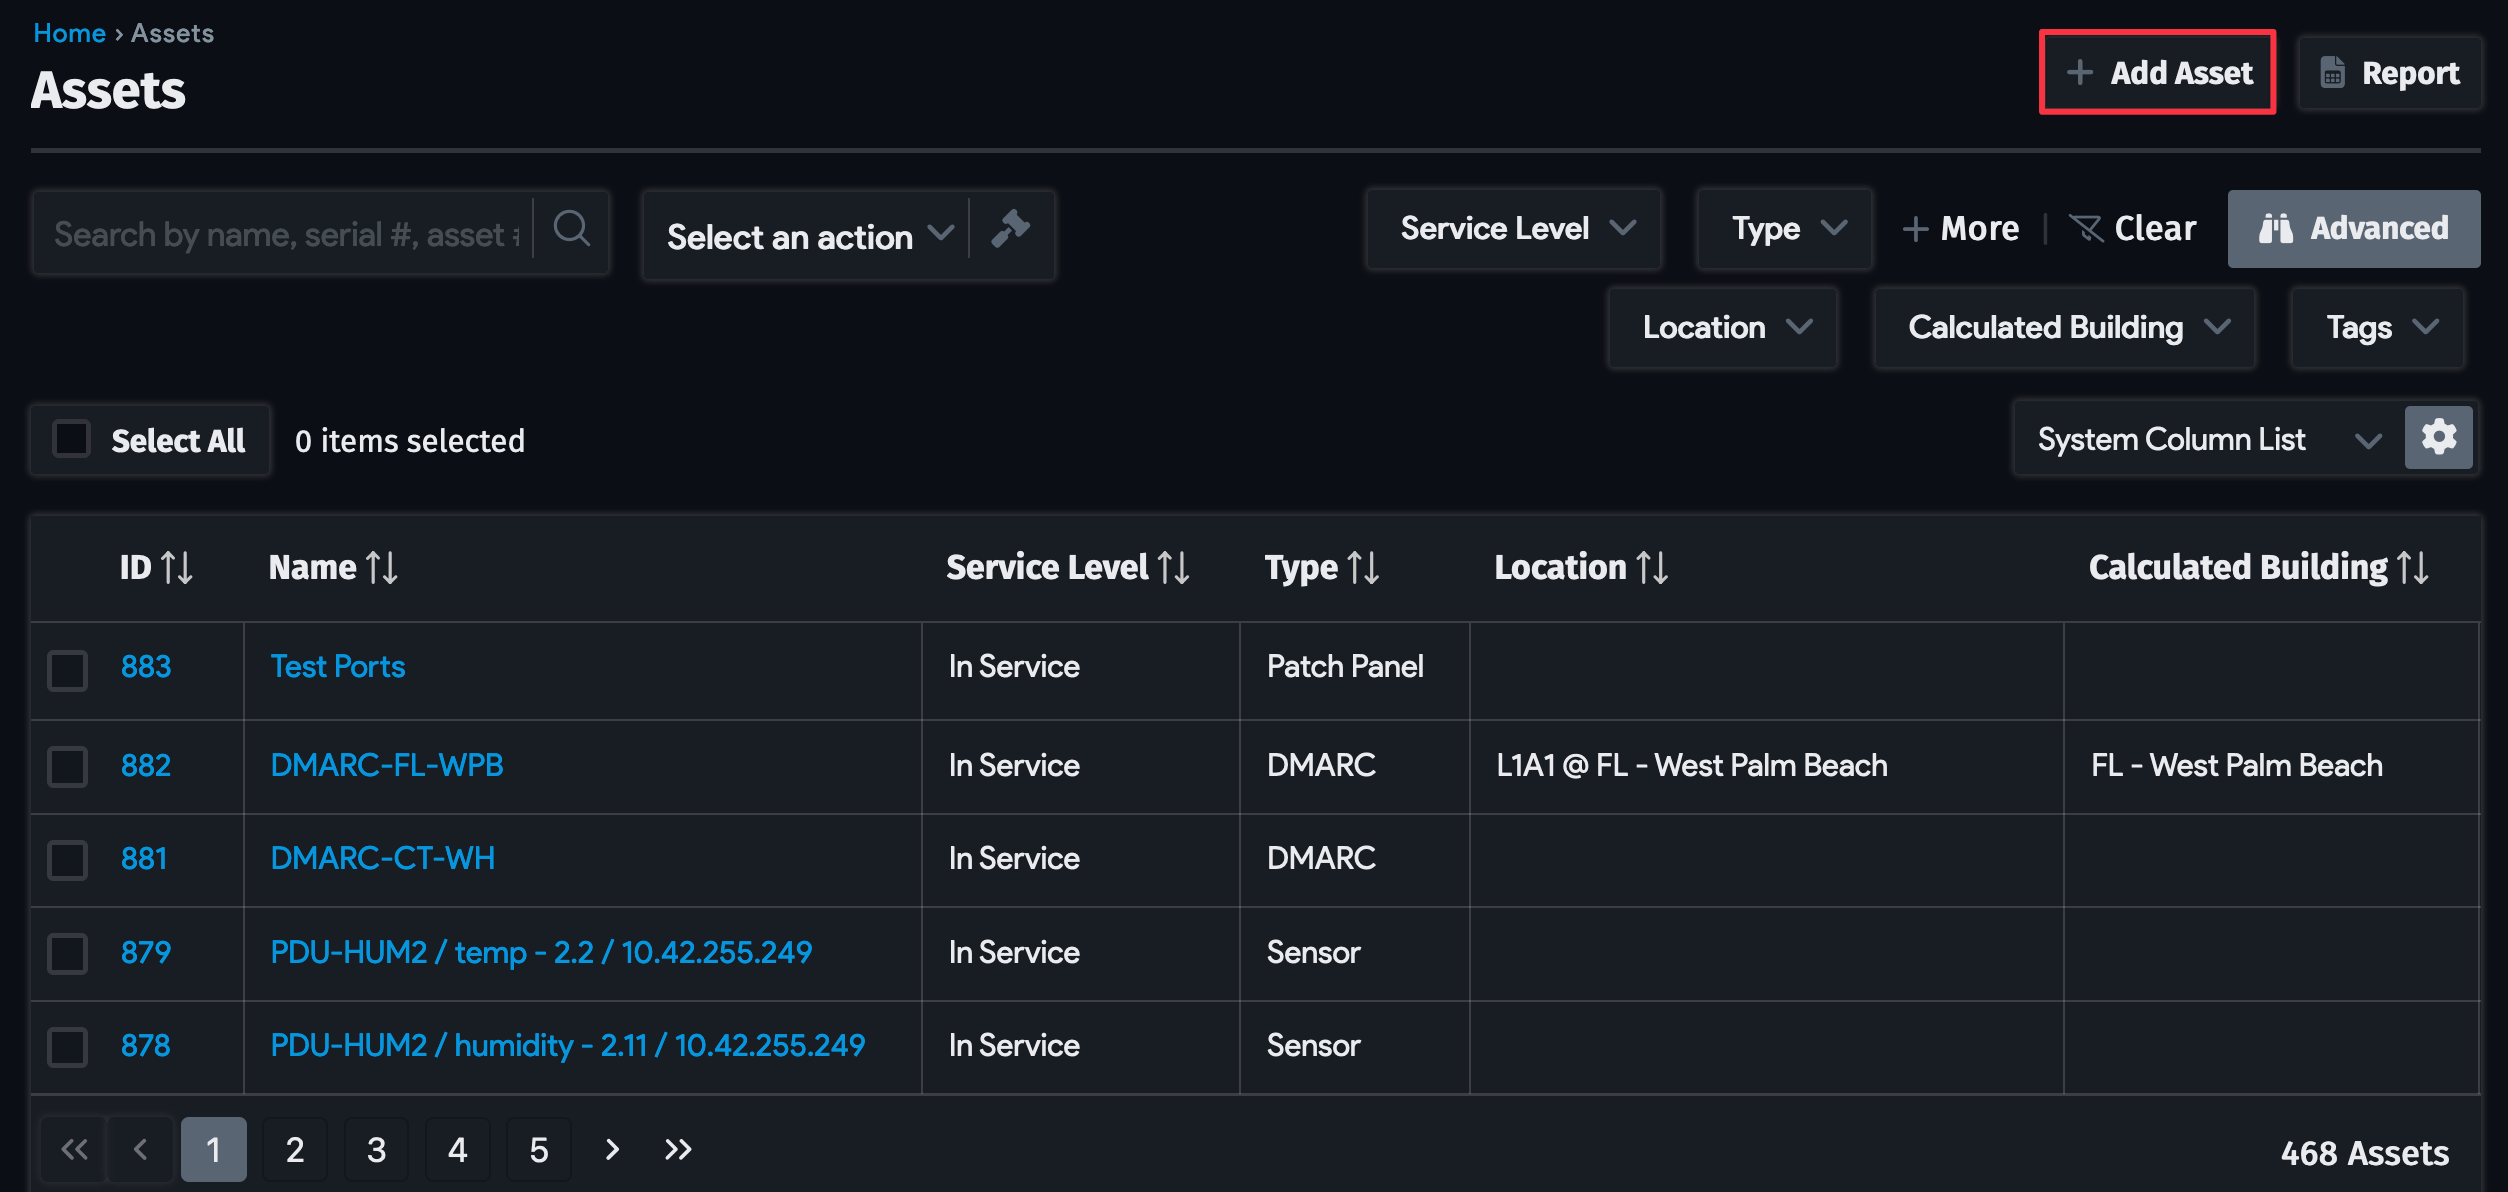 Home › Assets
Assets
+ Add Asset
Report
Search by name, serial #, asset #
Select an action
Service Level
Type
+ More
Clear
Advanced
Location
Calculated Building
Tags
Select All
0 items selected
System Column List
ID Name Service Level Type Location Calculated Building
883 Test Ports In Service Patch Panel
882 DMARC-FL-WPB In Service DMARC L1A1 @ FL - West Palm Beach FL - West Palm Beach
881 DMARC-CT-WH In Service DMARC
879 PDU-HUM2 / temp - 2.2 / 10.42.255.249 In Service Sensor
878 PDU-HUM2 / humidity - 2.11 / 10.42.255.249 In Service Sensor
1 2 3 4 5
468 Assets